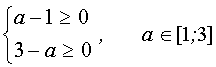 {a-1 ≥ 0
3-a ≥ 0 , a ∈ [1;3]